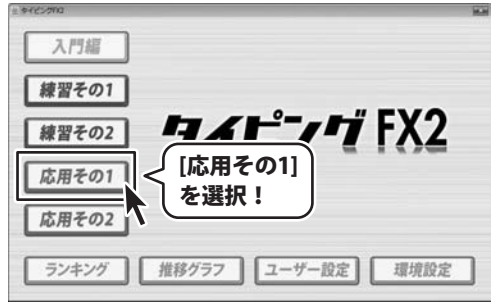 タイピングFX2
入門編
練習その1
練習その2
タイピング FX2
応用その1
[応用その1]
を選択！
応用その2
ランキング 推移グラフ ユーザー設定 環境設定